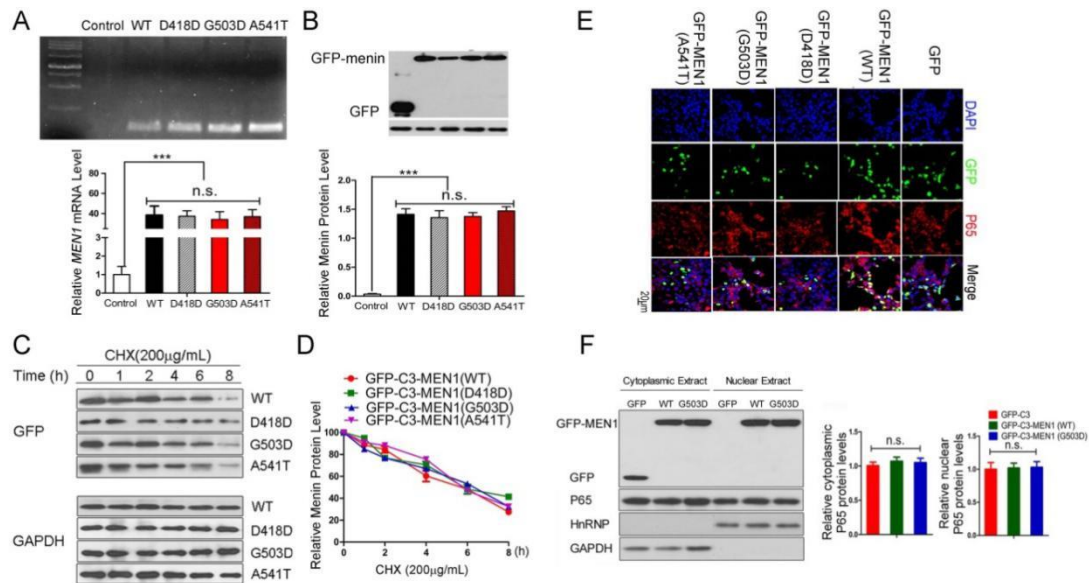 A
Control WT D418D G503D A541T
Relative MEN1 mRNA Level
***
n.s.
60
40
20
2
1
0
Control
WT
D418D
G503D
A541T
B
GFP-menin
GFP
Relative Menin Protein Level
***
n.s.
2.0
1.5
1.0
0.5
0.0
Control
WT
D418D
G503D
A541T
C
CHX(200μg/mL)
Time (h) 0 1 2 4 6 8
GFP
WT
D418D
G503D
A541T
GAPDH
WT
D418D
G503D
A541T
D
GFP-C3-MEN1(WT)
GFP-C3-MEN1(D418D)
GFP-C3-MEN1(G503D)
GFP-C3-MEN1(A541T)
Relative Menin Protein Level
100
80
60
40
20
0
0 2 4 6 8 (h)
CHX (200μg/mL)
E
GFP-MEN1 (A541T)
GFP-MEN1 (G503D)
GFP-MEN1 (D418D)
GFP-MEN1 (WT)
GFP
DAPI
GFP
P65
Merge
20μm
F
Cytoplasmic Extract Nuclear Extract
GFP WT G503D GFP WT G503D
GFP-MEN1
GFP
P65
HnRNP
GAPDH
GFP-C3
GFP-C3-MEN1 (WT)
GFP-C3-MEN1 (G503D)
Relative cytoplasmic
P65 protein levels
n.s.
1.5
1.0
0.5
0.0
Relative nuclear
P65 protein levels
n.s.
1.5
1.0
0.5
0.0